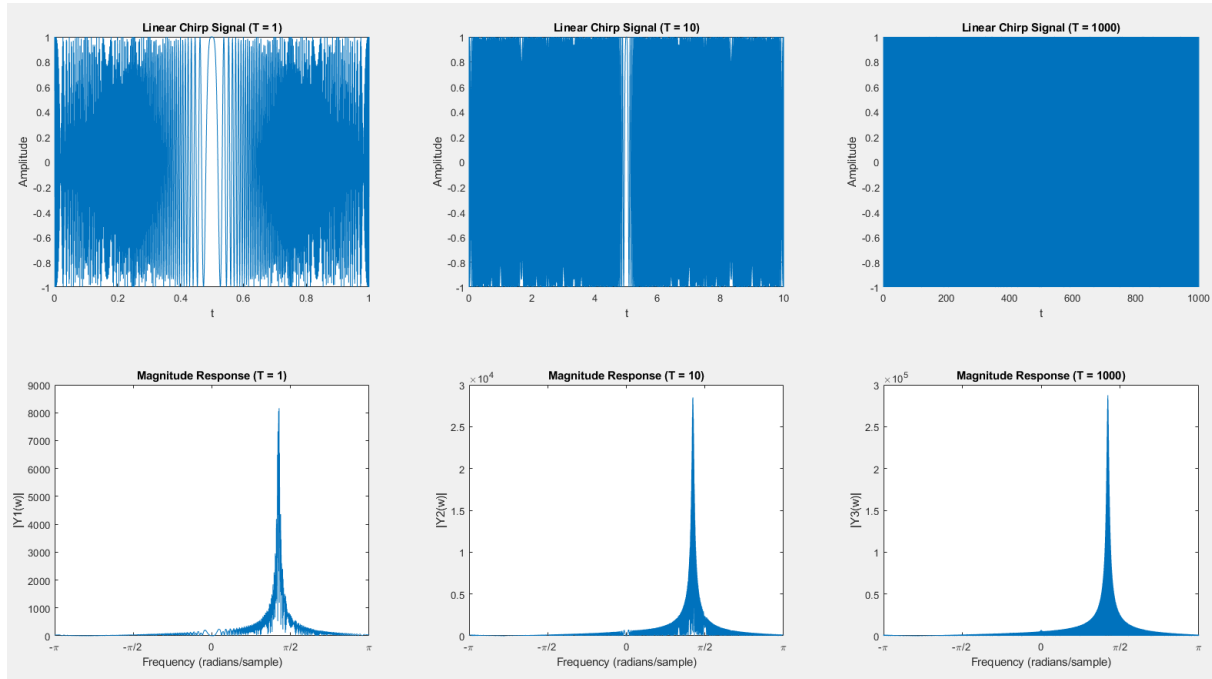 Linear Chirp Signal (T = 1)
1
0.8
0.6
0.4
0.2
0
-0.2
-0.4
-0.6
-0.8
-1
Amplitude
0 0.2 0.4 0.6 0.8 1
t
Linear Chirp Signal (T = 10)
1
0.8
0.6
0.4
0.2
0
-0.2
-0.4
-0.6
-0.8
-1
Amplitude
0 2 4 6 8 10
t
Linear Chirp Signal (T = 1000)
1
0.8
0.6
0.4
0.2
0
-0.2
-0.4
-0.6
-0.8
-1
Amplitude
0 200 400 600 800 1000
t
Magnitude Response (T = 1)
9000
8000
7000
6000
5000
4000
3000
2000
1000
0
|Y1(w)|
-π -π/2 0 π/2 π
Frequency (radians/sample)
×10⁴
Magnitude Response (T = 10)
3
2.5
2
1.5
1
0.5
0
|Y2(w)|
-π -π/2 0 π/2 π
Frequency (radians/sample)
×10⁵
Magnitude Response (T = 1000)
3
2.5
2
1.5
1
0.5
0
|Y3(w)|
-π -π/2 0 π/2 π
Frequency (radians/sample)